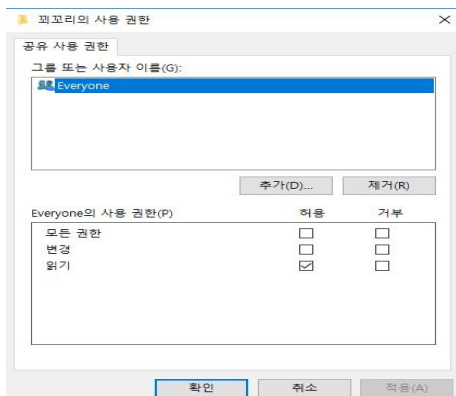 꾀꼬리의 사용 권한
공유 사용 권한
그룹 또는 사용자 이름(G):
Everyone
추가(D)... 제거(R)
Everyone의 사용 권한(P) 허용 거부
모든 권한
변경
읽기
확인 취소 적용(A)